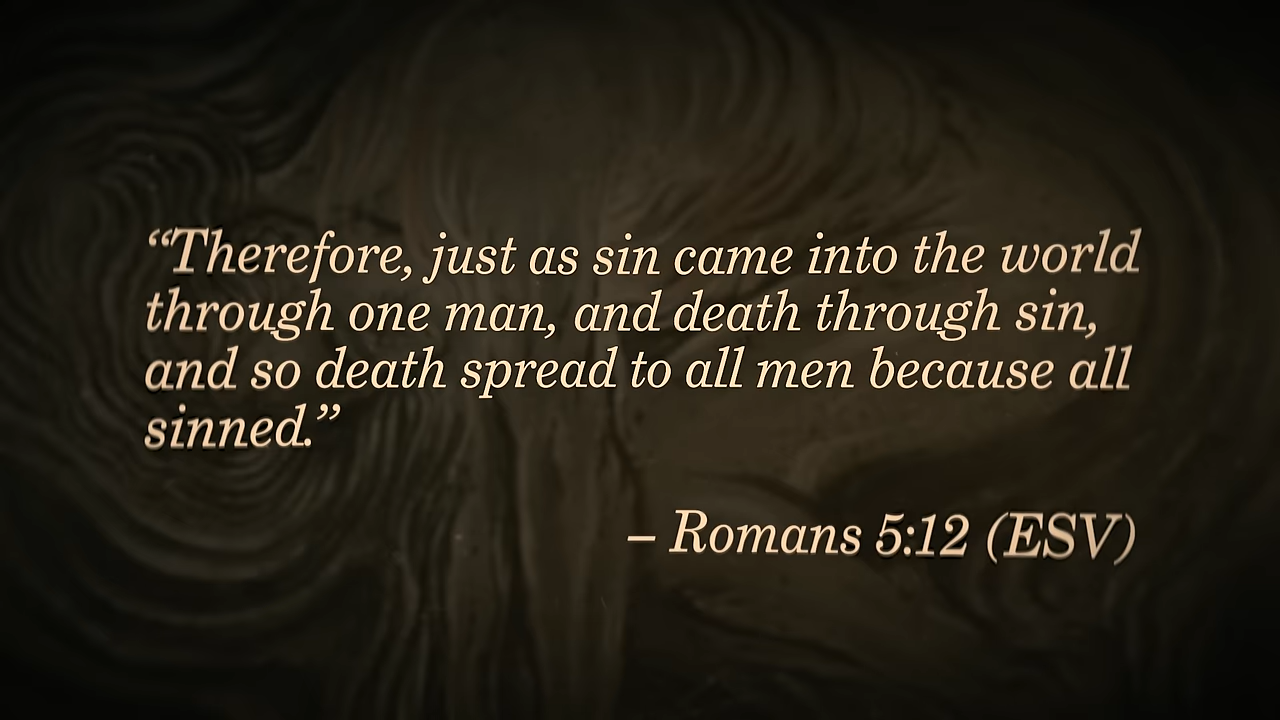 “Therefore, just as sin came into the world
through one man, and death through sin,
and so death spread to all men because all
sinned.”
– Romans 5:12 (ESV)